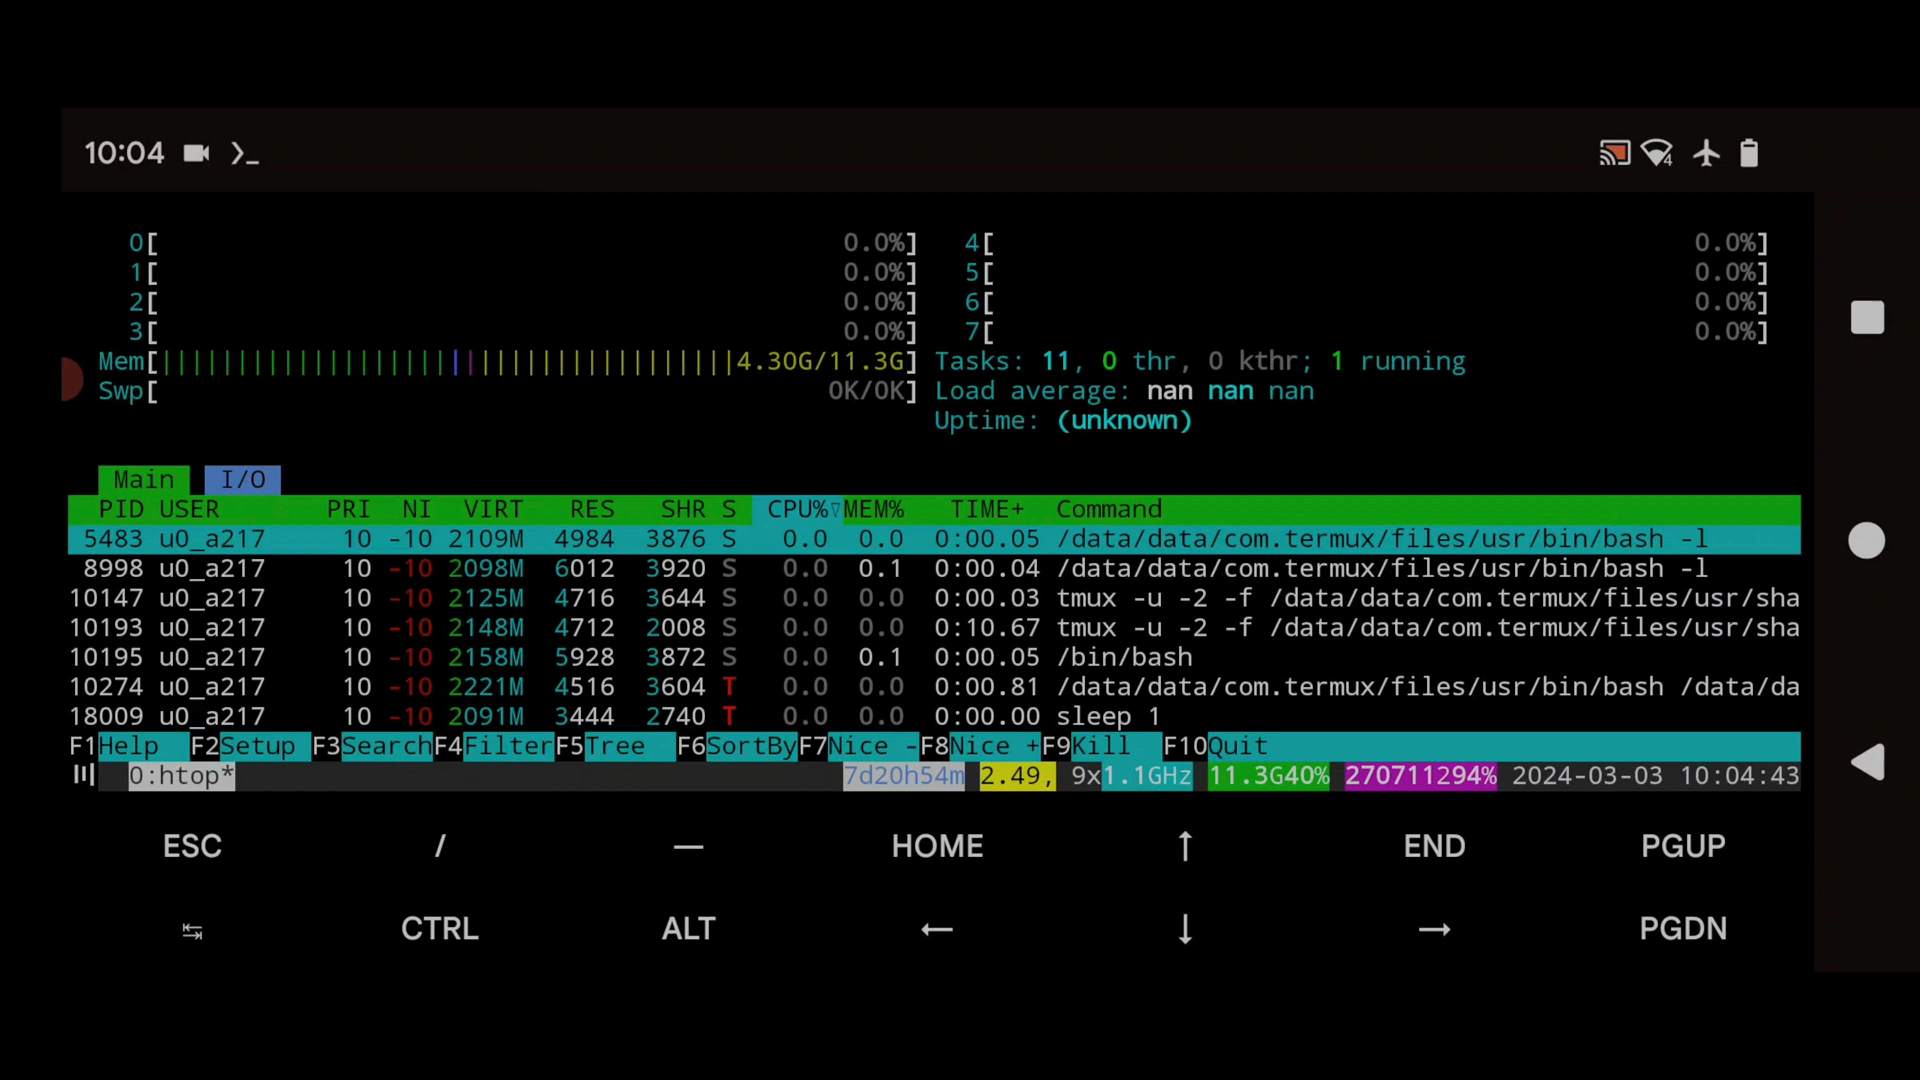 10:04
0[ 0.0%] 4[ 0.0%]
1[ 0.0%] 5[ 0.0%]
2[ 0.0%] 6[ 0.0%]
3[ 0.0%] 7[ 0.0%]
Mem[||||||||||||||||||||||||||||||||||||||4.30G/11.3G] Tasks: 11, 0 thr, 0 kthr; 1 running
Swp[ 0K/0K] Load average: nan nan nan
Uptime: (unknown)
Main I/O
PID USER PRI NI VIRT RES SHR S CPU%▽MEM% TIME+ Command
5483 u0_a217 10 -10 2109M 4984 3876 S 0.0 0.0 0:00.05 /data/data/com.termux/files/usr/bin/bash -l
8998 u0_a217 10 -10 2098M 6012 3920 S 0.0 0.1 0:00.04 /data/data/com.termux/files/usr/bin/bash -l
10147 u0_a217 10 -10 2125M 4716 3644 S 0.0 0.0 0:00.03 tmux -u -2 -f /data/data/com.termux/files/usr/sha
10193 u0_a217 10 -10 2148M 4712 2008 S 0.0 0.0 0:10.67 tmux -u -2 -f /data/data/com.termux/files/usr/sha
10195 u0_a217 10 -10 2158M 5928 3872 S 0.0 0.1 0:00.05 /bin/bash
10274 u0_a217 10 -10 2221M 4516 3604 T 0.0 0.0 0:00.81 /data/data/com.termux/files/usr/bin/bash /data/da
18009 u0_a217 10 -10 2091M 3444 2740 T 0.0 0.0 0:00.00 sleep 1
F1Help F2Setup F3SearchF4FilterF5Tree F6SortByF7Nice -F8Nice +F9Kill F10Quit
0:htop* 7d20h54m 2.49, 9x1.1GHz 11.3G40% 270711294% 2024-03-03 10:04:43
ESC / — HOME ↑ END PGUP
↹ CTRL ALT ← ↓ → PGDN